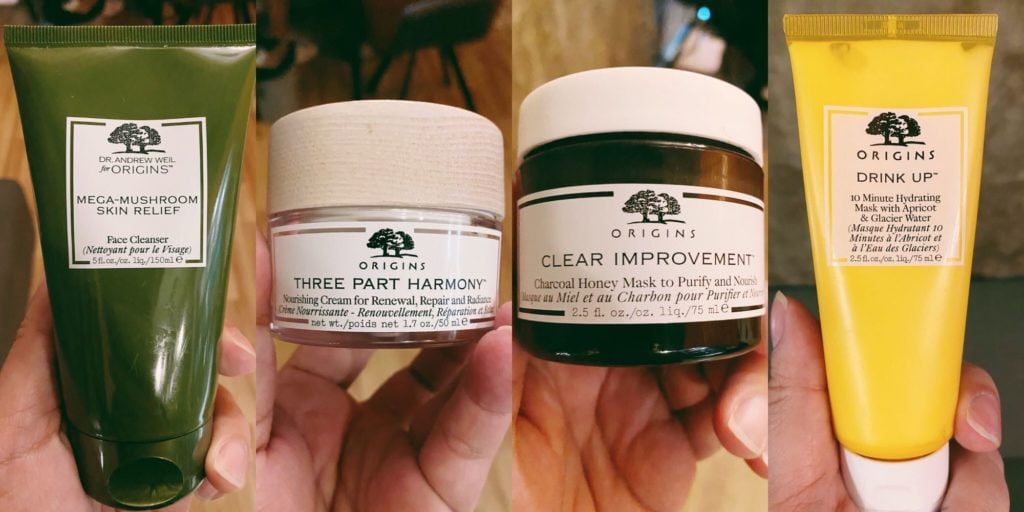 DR. ANDREW WEIL
for ORIGINS™
MEGA-MUSHROOM
SKIN RELIEF
Face Cleanser
(Nettoyant pour le Visage)
5 fl.oz./oz. liq./150ml e
ORIGINS
THREE PART HARMONY™
Nourishing Cream for Renewal, Repair and Radiance
(Crème Nourrissante - Renouvellement, Réparation et
net wt./poids net 1.7 oz./50 ml e
ORIGINS
CLEAR IMPROVEMENT™
Charcoal Honey Mask to Purify and Nourish
Masque au Miel et au Charbon pour Purifier et
2.5 fl. oz./oz. liq./75 ml e
ORIGINS
DRINK UP™
10 Minute Hydrating
Mask with Apricot
& Glacier Water
(Masque Hydratant 10
Minutes à l'Abricot et
à l'Eau des Glaciers)
2.5 fl.oz./oz. liq./75 ml e